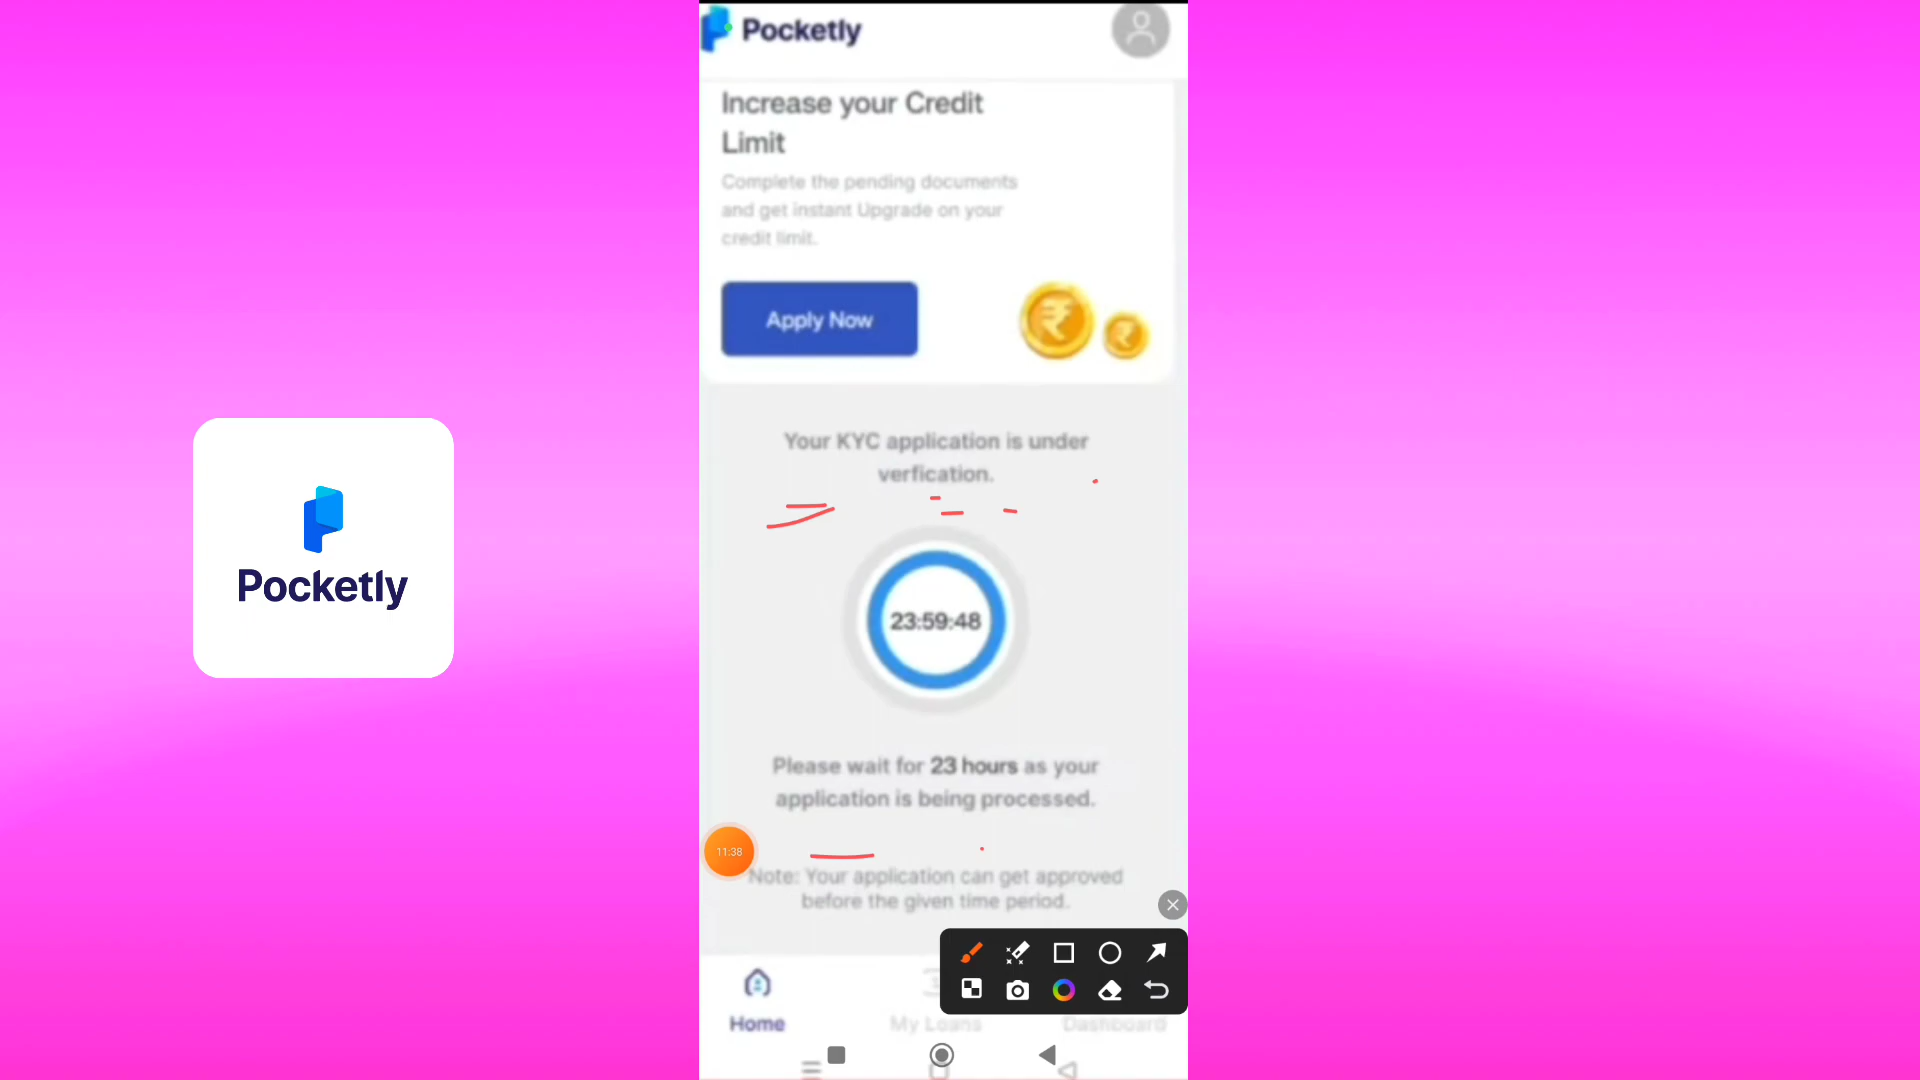 Pocketly
Increase your Credit
Limit
Complete the pending documents
and get instant Upgrade on your
credit limit.
Apply Now
Your KYC application is under
verfication.
23:59:48
Please wait for 23 hours as your
application is being processed.
11:38
Note: Your application can get approved
before the given time period.
Home
My Loans
Dashboard
Pocketly